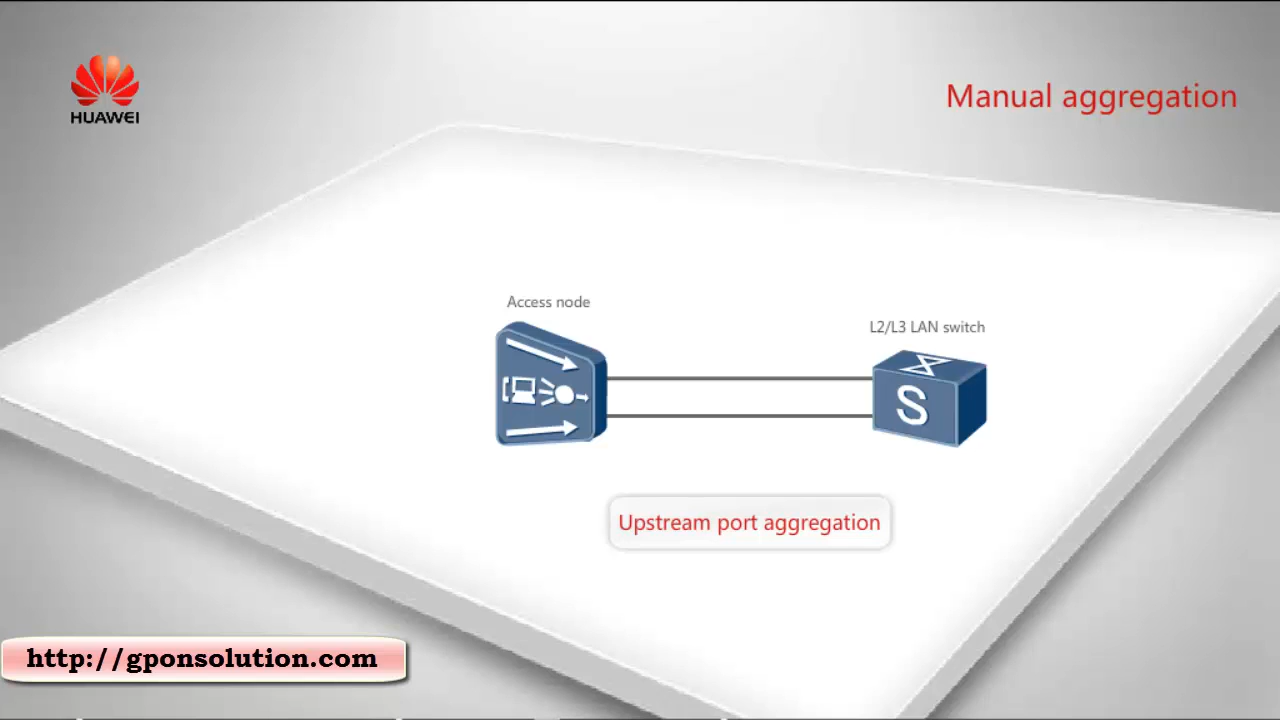 HUAWEI
Manual aggregation
Access node
L2/L3 LAN switch
S
Upstream port aggregation
http://gponsolution.com